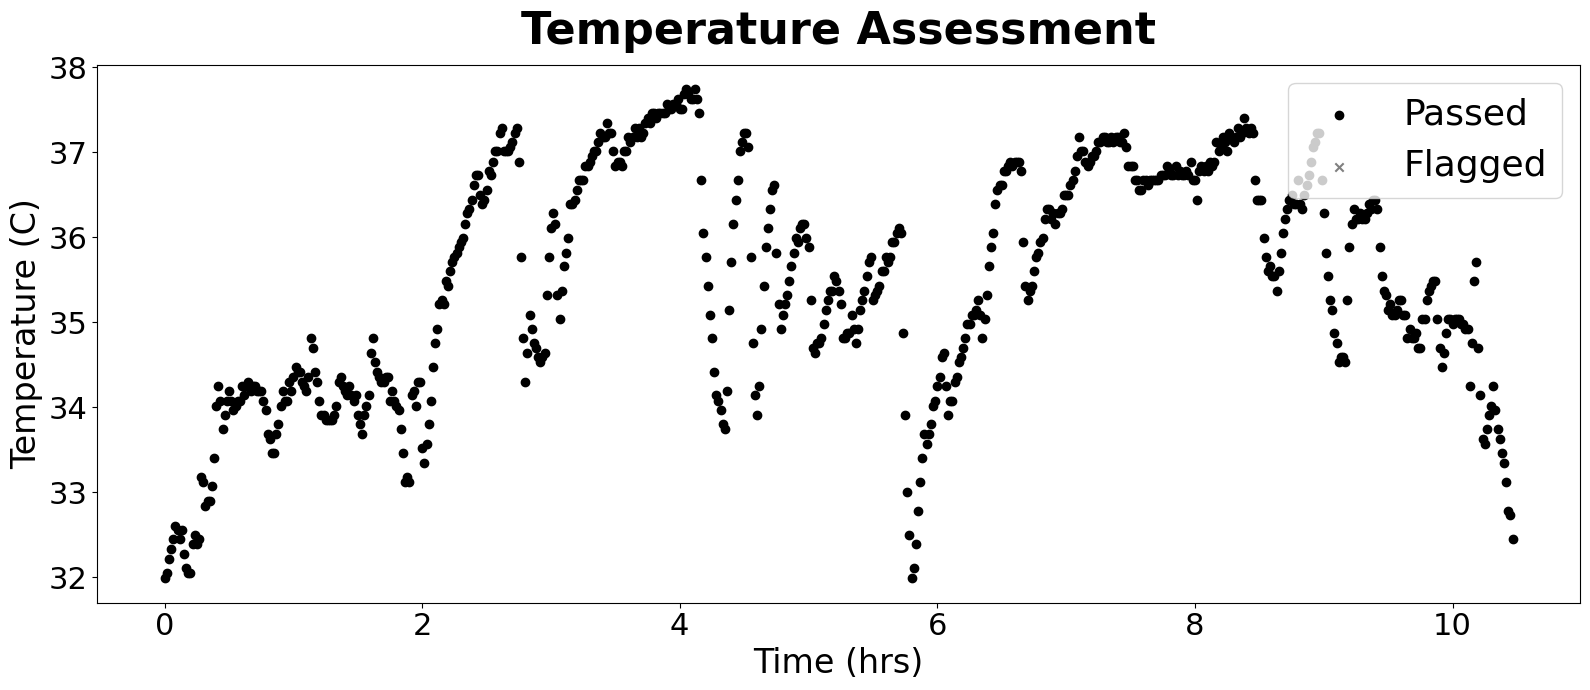 Temperature Assessment
Temperature (C)
38
37
36
35
34
33
32
Passed
Flagged
0 2 4 6 8 10
Time (hrs)